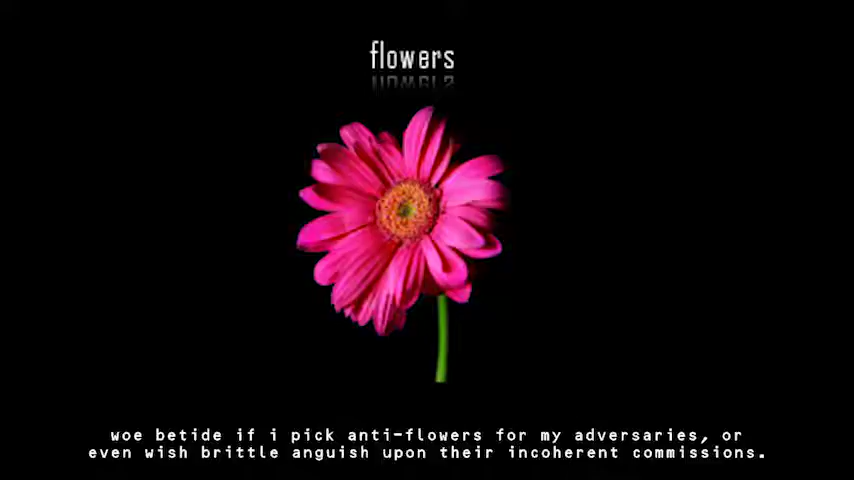 flowers
woe betide if i pick anti-flowers for my adversaries, or
even wish brittle anguish upon their incoherent commissions.